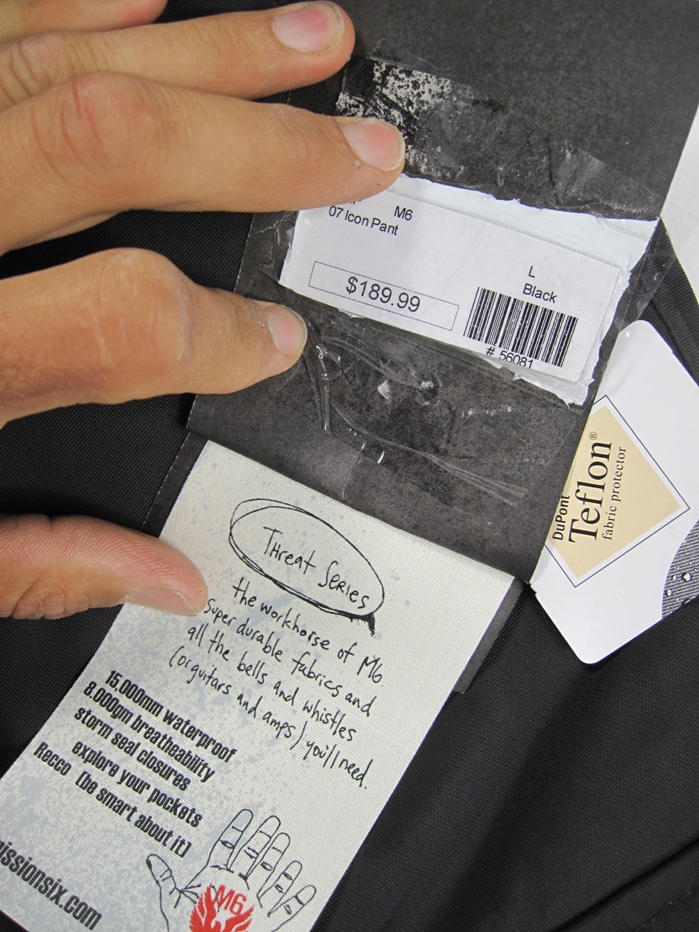 M6
07 Icon Pant
$189.99
L
Black
# 56081
DuPont
Teflon®
fabric protector
Threat Series
the workhorse of M6.
Super durable fabrics and
all the bells and whistles
(or guitars and amps) you'll need.
15.000mm waterproof
8.000gm breatheability
storm seal closures
explore your pockets
Recco [be smart about it]
issionsix.com
M6